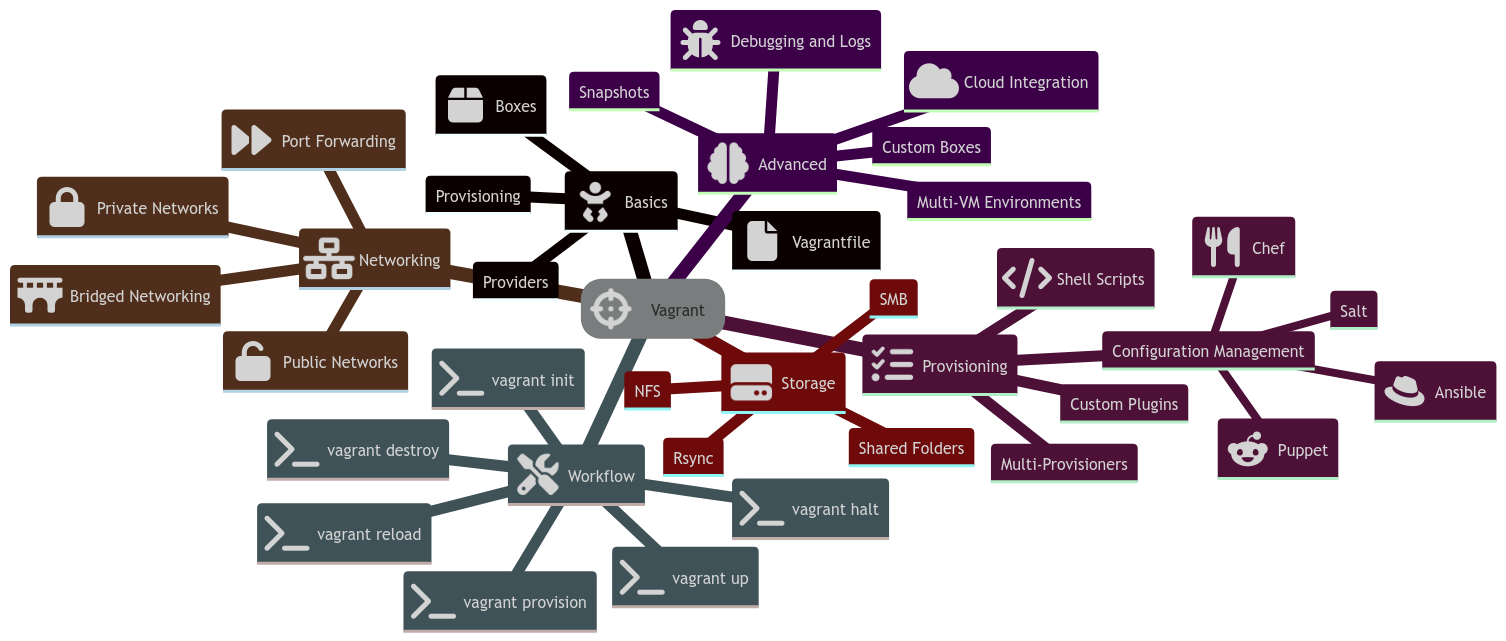 Vagrant
Basics
Boxes
Provisioning
Providers
Vagrantfile
Advanced
Snapshots
Debugging and Logs
Cloud Integration
Custom Boxes
Multi-VM Environments
Networking
Port Forwarding
Private Networks
Bridged Networking
Public Networks
Workflow
vagrant init
vagrant destroy
vagrant reload
vagrant provision
vagrant up
vagrant halt
Storage
SMB
NFS
Rsync
Shared Folders
Provisioning
Shell Scripts
Configuration Management
Chef
Salt
Ansible
Puppet
Custom Plugins
Multi-Provisioners